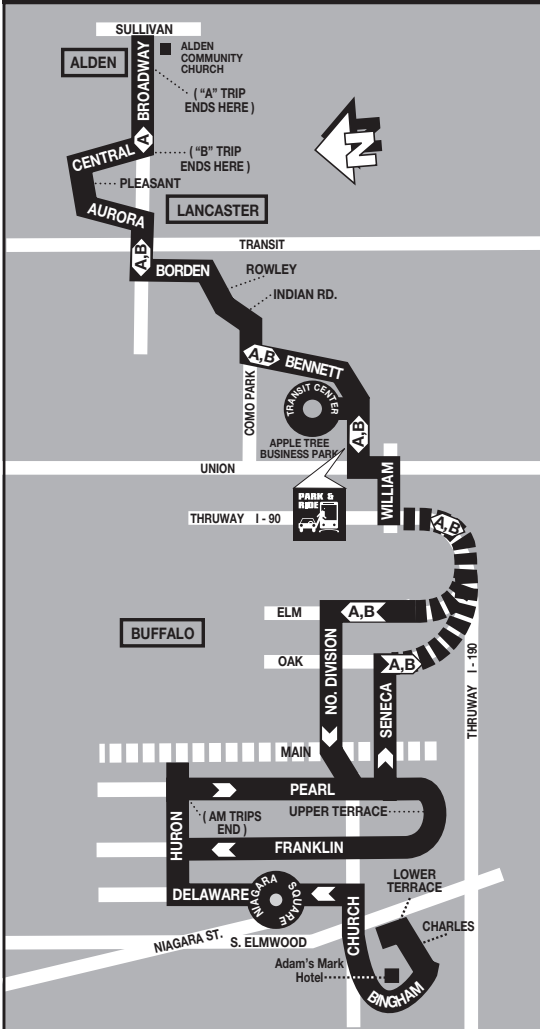 SULLIVAN
ALDEN
BROADWAY
ALDEN
COMMUNITY
CHURCH
( “A” TRIP
ENDS HERE )
A
N
CENTRAL
( “B” TRIP
ENDS HERE )
PLEASANT
AURORA
LANCASTER
TRANSIT
A,B
BORDEN
ROWLEY
INDIAN RD.
A,B
BENNETT
COMO PARK
TRANSIT CENTER
A,B
APPLE TREE
BUSINESS PARK
UNION
WILLIAM
PARK &
RIDE
THRUWAY I - 90
A,B
ELM
A,B
BUFFALO
NO. DIVISION
OAK
A,B
SENECA
THRUWAY I - 190
MAIN
PEARL
( AM TRIPS
END )
UPPER TERRACE
HURON
FRANKLIN
DELAWARE
NIAGARA
SQUARE
LOWER
TERRACE
CHURCH
CHARLES
NIAGARA ST.
S. ELMWOOD
Adam’s Mark
Hotel
BINGHAM